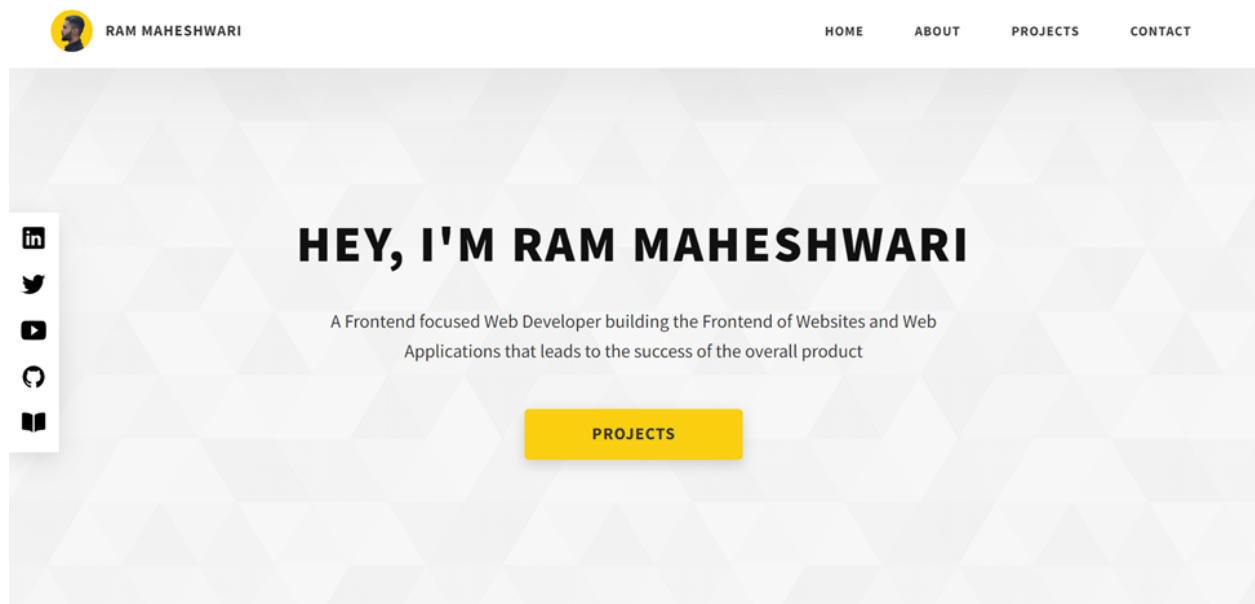 RAM MAHESHWARI
HOME
ABOUT
PROJECTS
CONTACT
HEY, I'M RAM MAHESHWARI
A Frontend focused Web Developer building the Frontend of Websites and Web
Applications that leads to the success of the overall product
PROJECTS